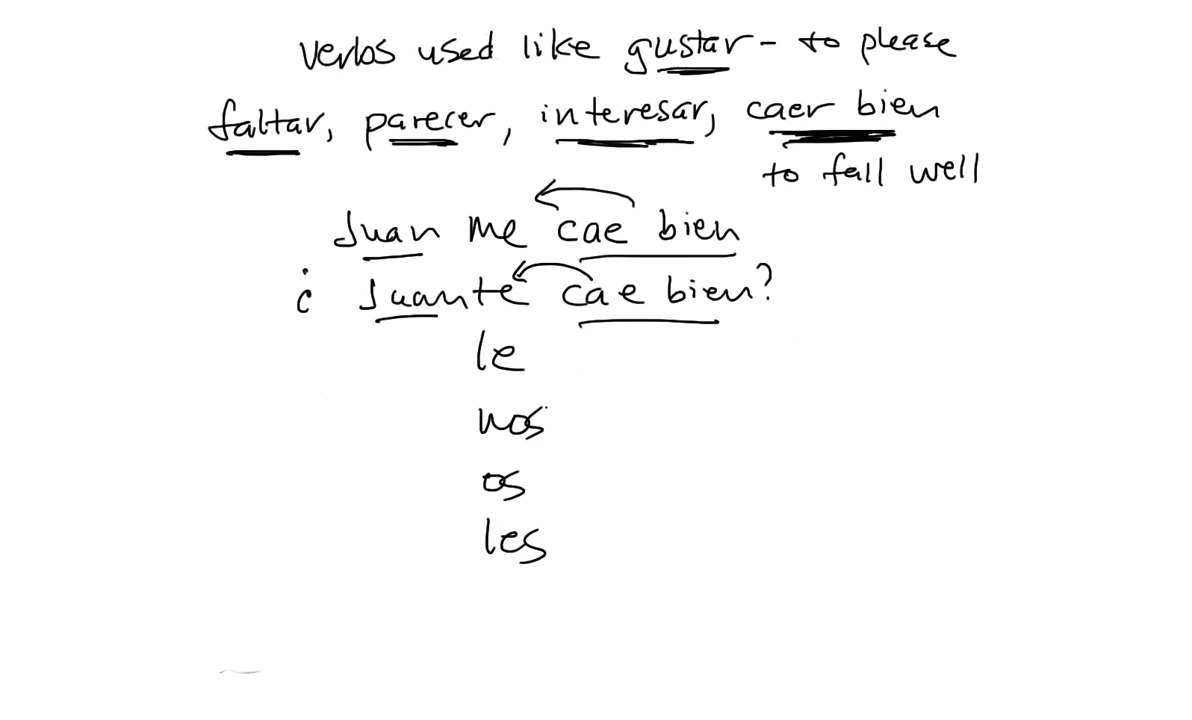 verbs used like gustar - to please
faltar, parecer, interesar, caer bien
to fall well
Juan me cae bien
¿ Juan te cae bien?
le
nos
os
les